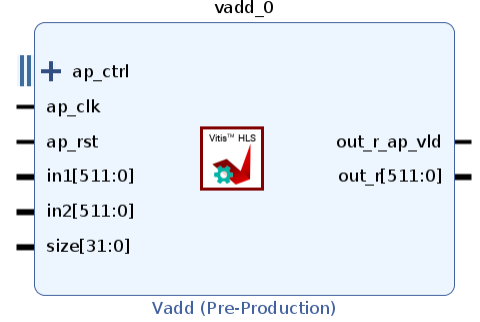 vadd_0
ap_ctrl
ap_clk
ap_rst
in1[511:0]
in2[511:0]
size[31:0]
Vitis™ HLS
out_r_ap_vld
out_r[511:0]
Vadd (Pre-Production)